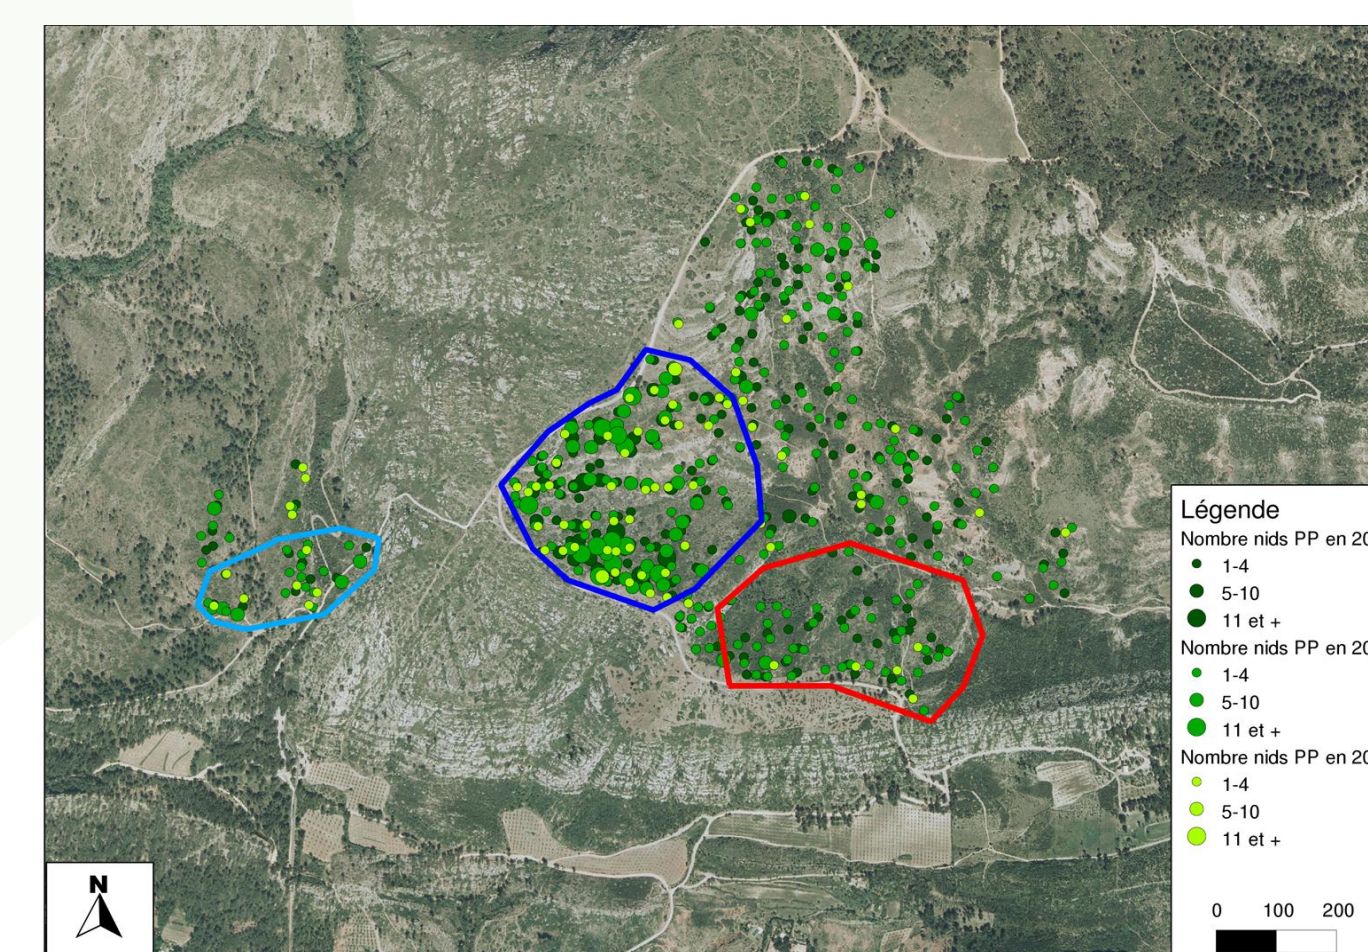 Légende
Nombre nids PP en 20
1-4
5-10
11 et +
Nombre nids PP en 20
1-4
5-10
11 et +
Nombre nids PP en 20
1-4
5-10
11 et +
0 100 200
N